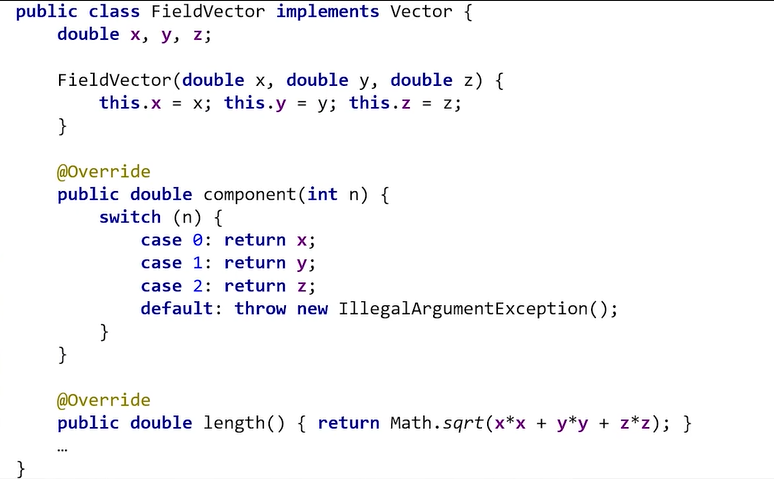 public class FieldVector implements Vector {
    double x, y, z;

    FieldVector(double x, double y, double z) {
        this.x = x; this.y = y; this.z = z;
    }

    @Override
    public double component(int n) {
        switch (n) {
            case 0: return x;
            case 1: return y;
            case 2: return z;
            default: throw new IllegalArgumentException();
        }
    }

    @Override
    public double length() { return Math.sqrt(x*x + y*y + z*z); }
    …
}